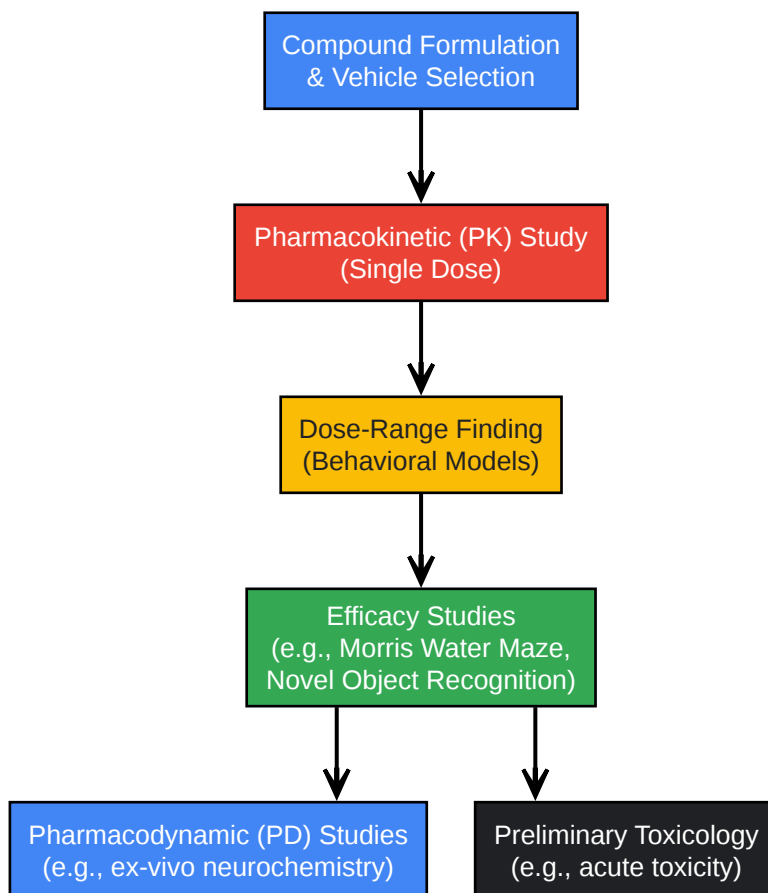 Compound Formulation
& Vehicle Selection
Pharmacokinetic (PK) Study
(Single Dose)
Dose-Range Finding
(Behavioral Models)
Efficacy Studies
(e.g., Morris Water Maze,
Novel Object Recognition)
Pharmacodynamic (PD) Studies
(e.g., ex-vivo neurochemistry)
Preliminary Toxicology
(e.g., acute toxicity)